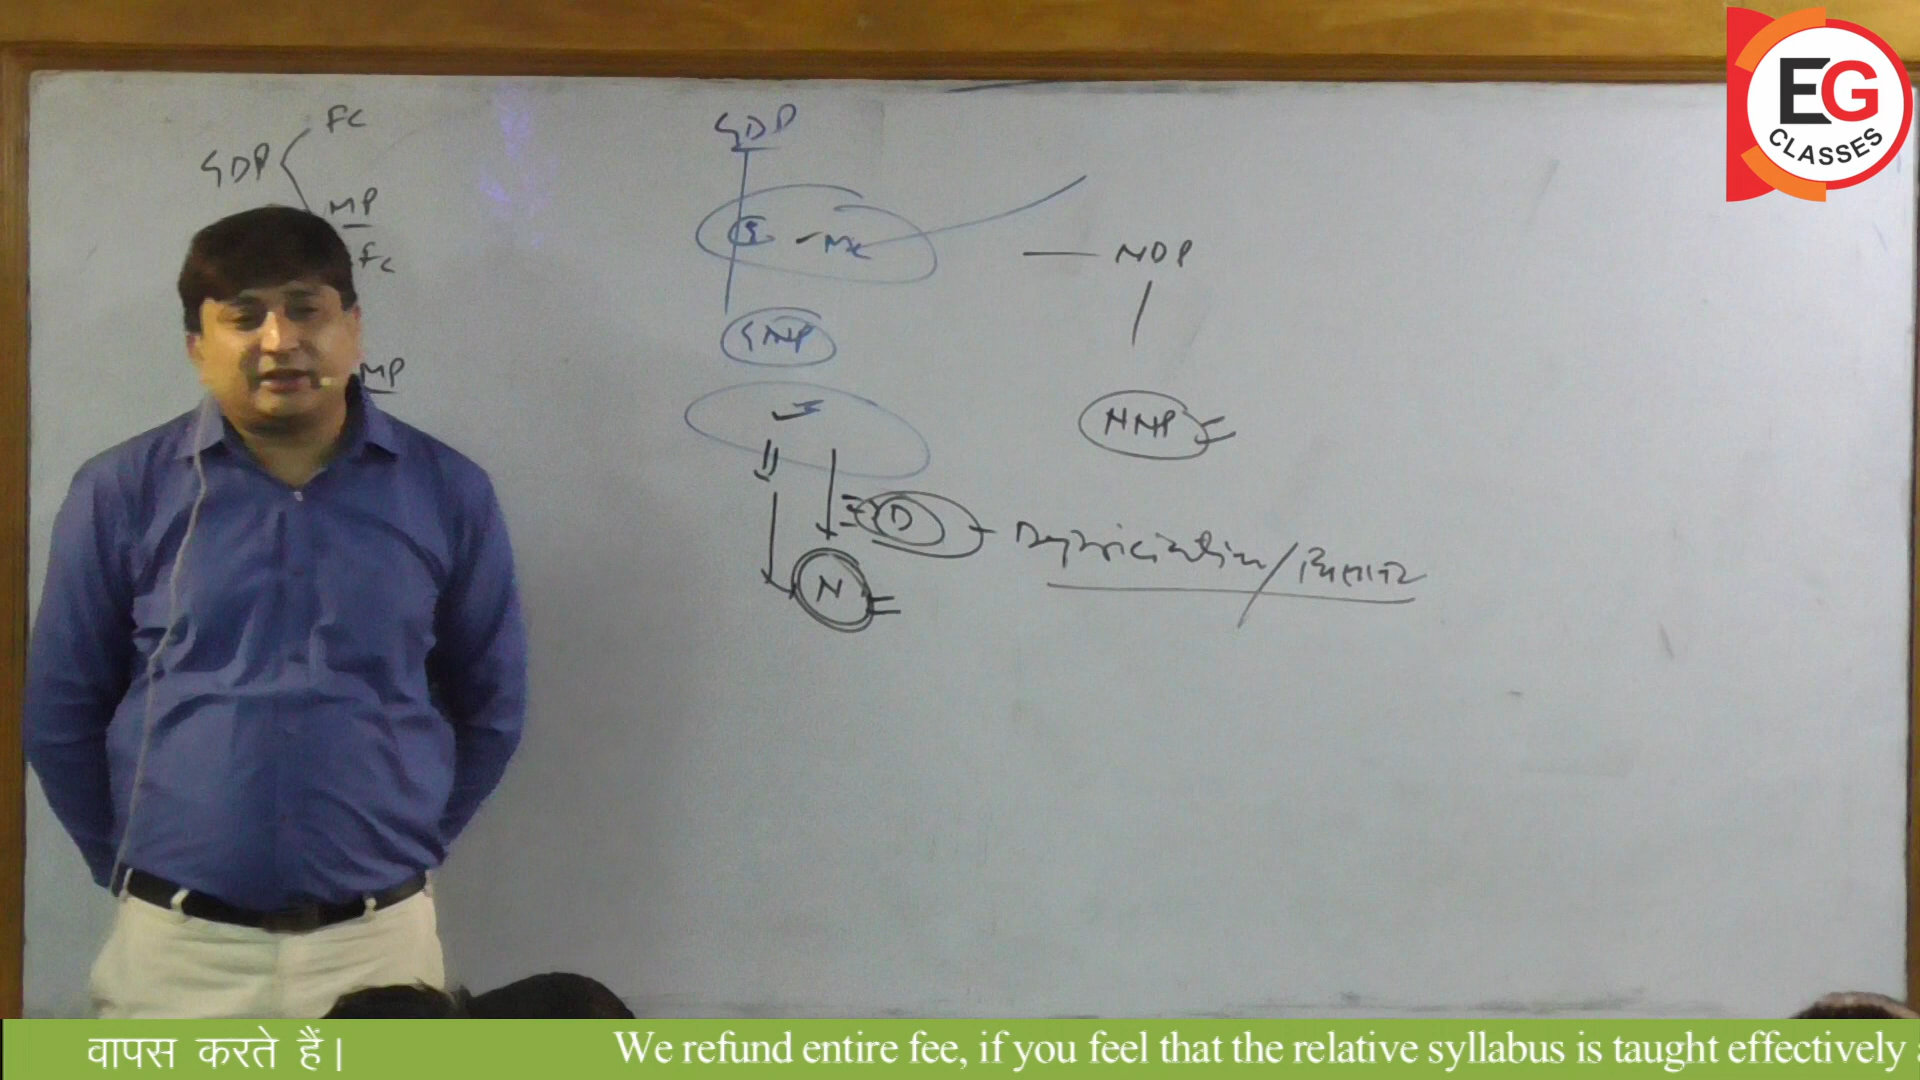 EG
CLASSES
GDP
FC
MP
FC
MP
GDP
GNP
NDP
NNP
D
N
वापस करते हैं। We refund entire fee, if you feel that the relative syllabus is taught effectively